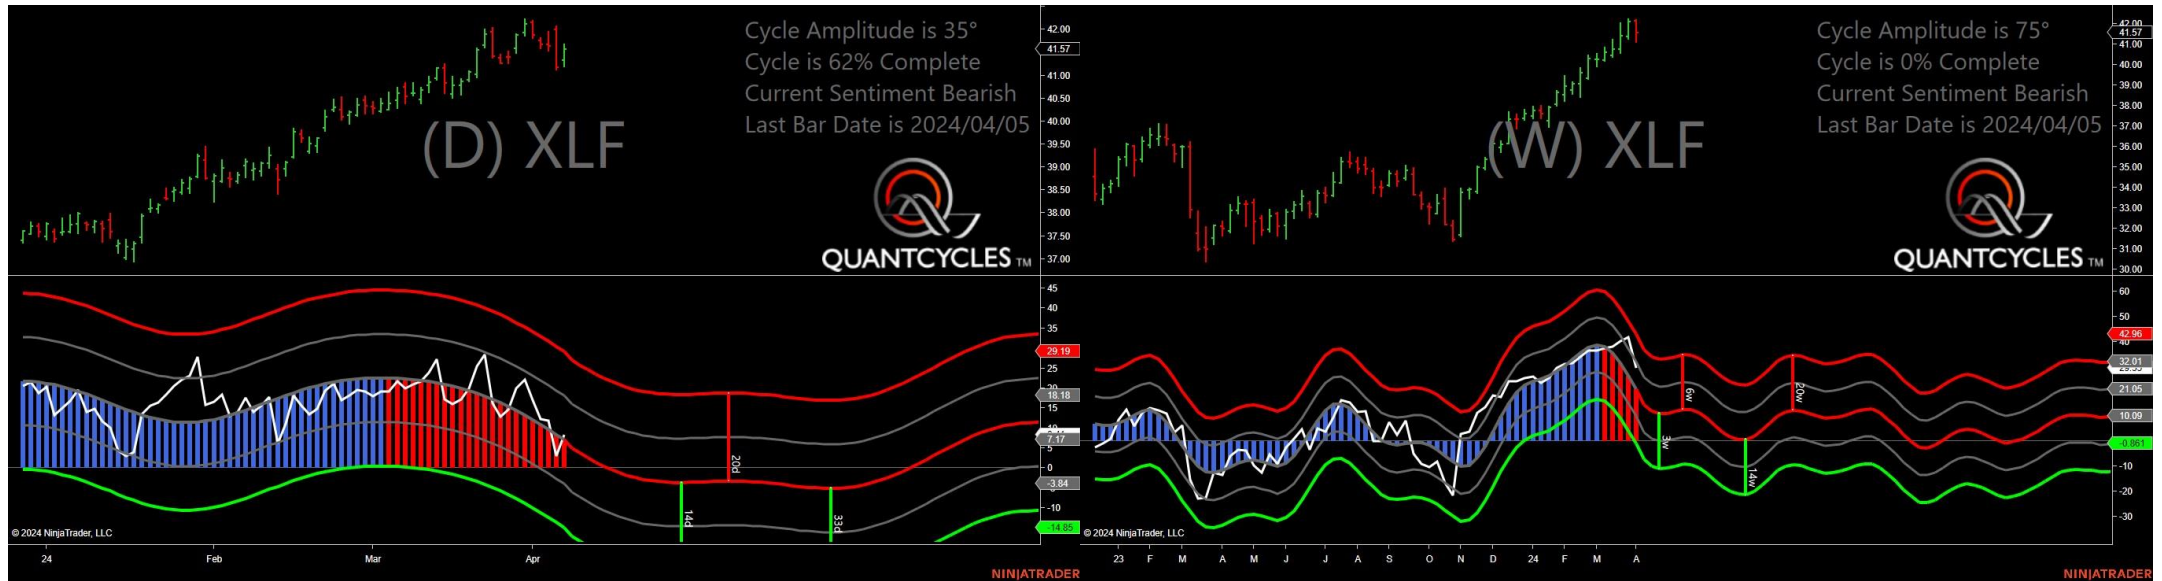 Cycle Amplitude is 35°
Cycle is 62% Complete
Current Sentiment Bearish
Last Bar Date is 2024/04/05
(D) XLF
QUANTCYCLES TM
42.00
41.57
41.00
40.50
40.00
39.50
39.00
38.50
38.00
37.50
37.00
45
40
35
29.19
25
20
18.18
15
7.17
0
-3.84
-10
-14.85
20d
14d
33d
© 2024 NinjaTrader, LLC
24 Feb Mar Apr
NINJATRADER
Cycle Amplitude is 75°
Cycle is 0% Complete
Current Sentiment Bearish
Last Bar Date is 2024/04/05
(W) XLF
QUANTCYCLES TM
42.00
41.57
41.00
40.00
39.00
38.00
37.00
36.00
35.00
34.00
33.00
32.00
31.00
30.00
60
50
42.96
40
32.01
21.05
10.09
-0.861
-10
-20
-30
6w
20w
3w
14w
© 2024 NinjaTrader, LLC
23 F M A M J J A S O N D 24 F M A
NINJATRADER